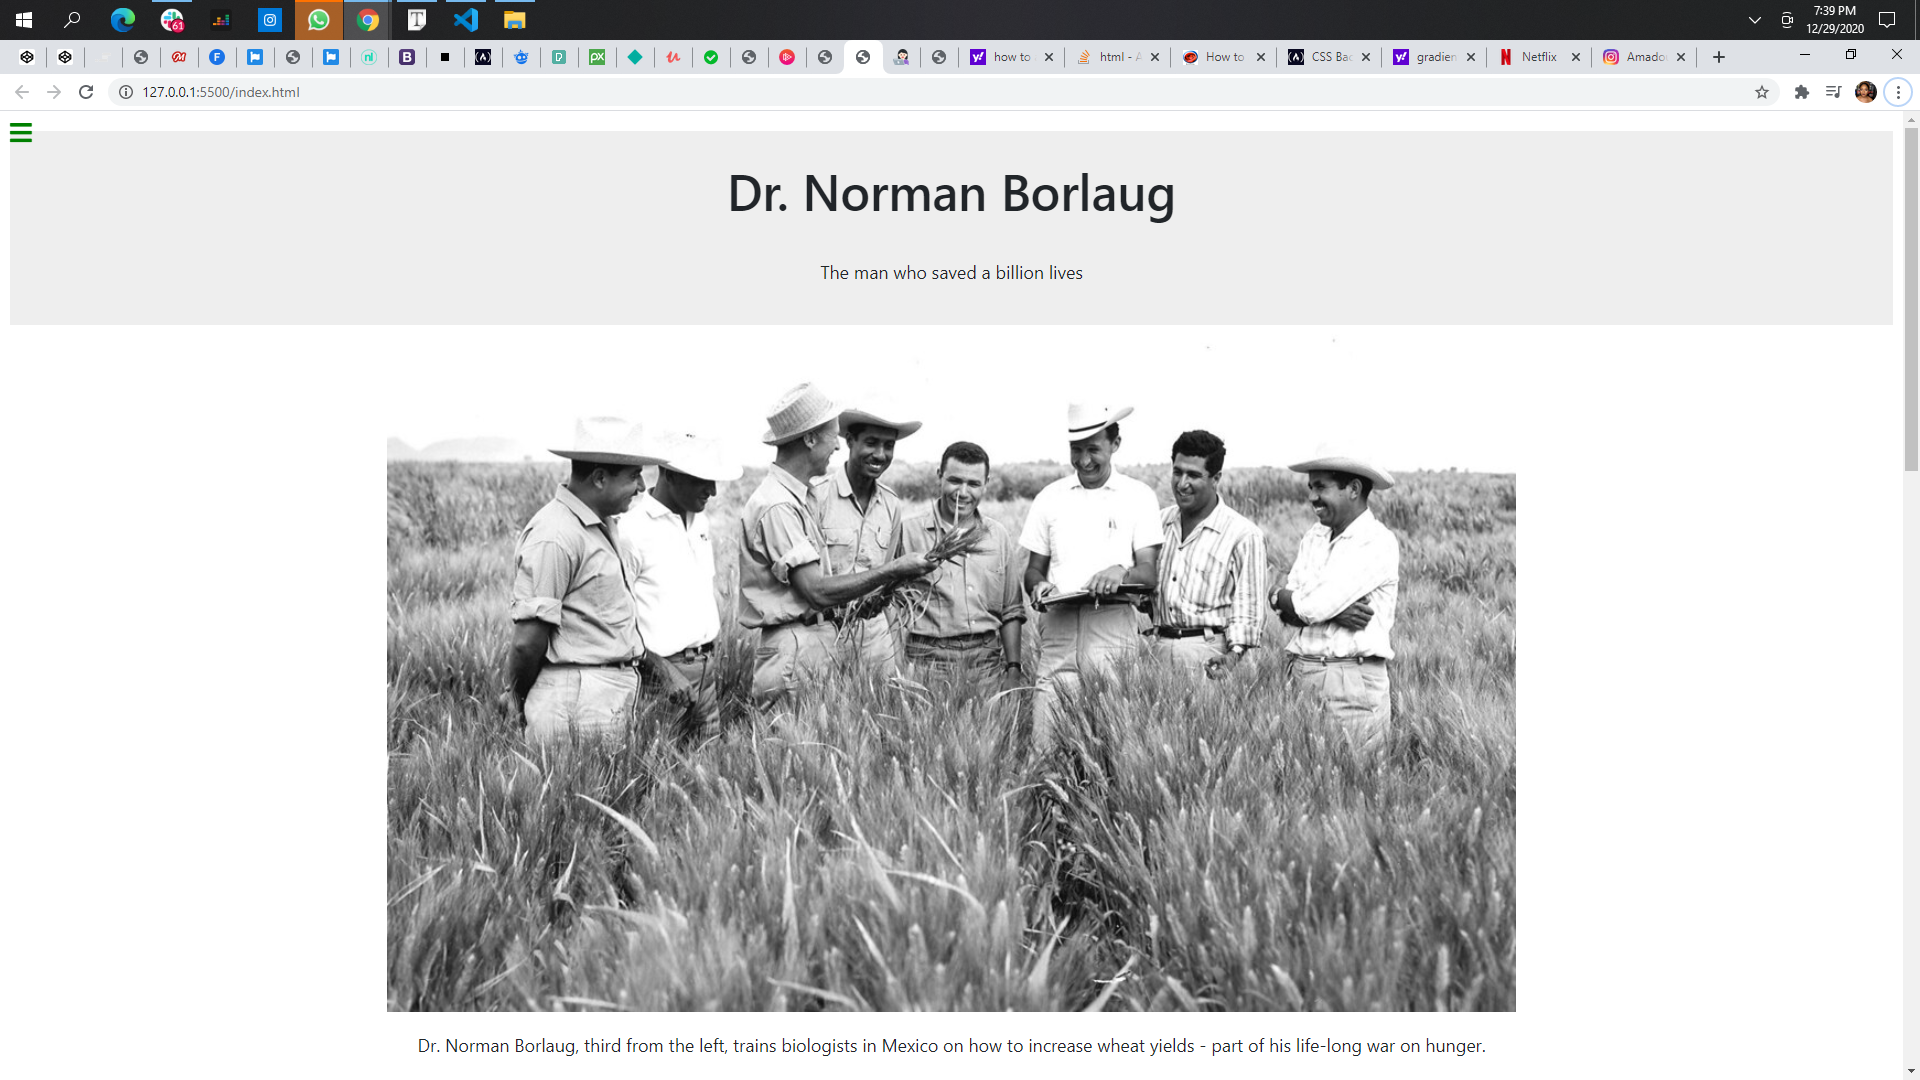 61
7:39 PM
12/29/2020
how to
html - A
How to
CSS Bac
gradien
Netflix
Amado
127.0.0.1:5500/index.html
Dr. Norman Borlaug
The man who saved a billion lives
Dr. Norman Borlaug, third from the left, trains biologists in Mexico on how to increase wheat yields - part of his life-long war on hunger.